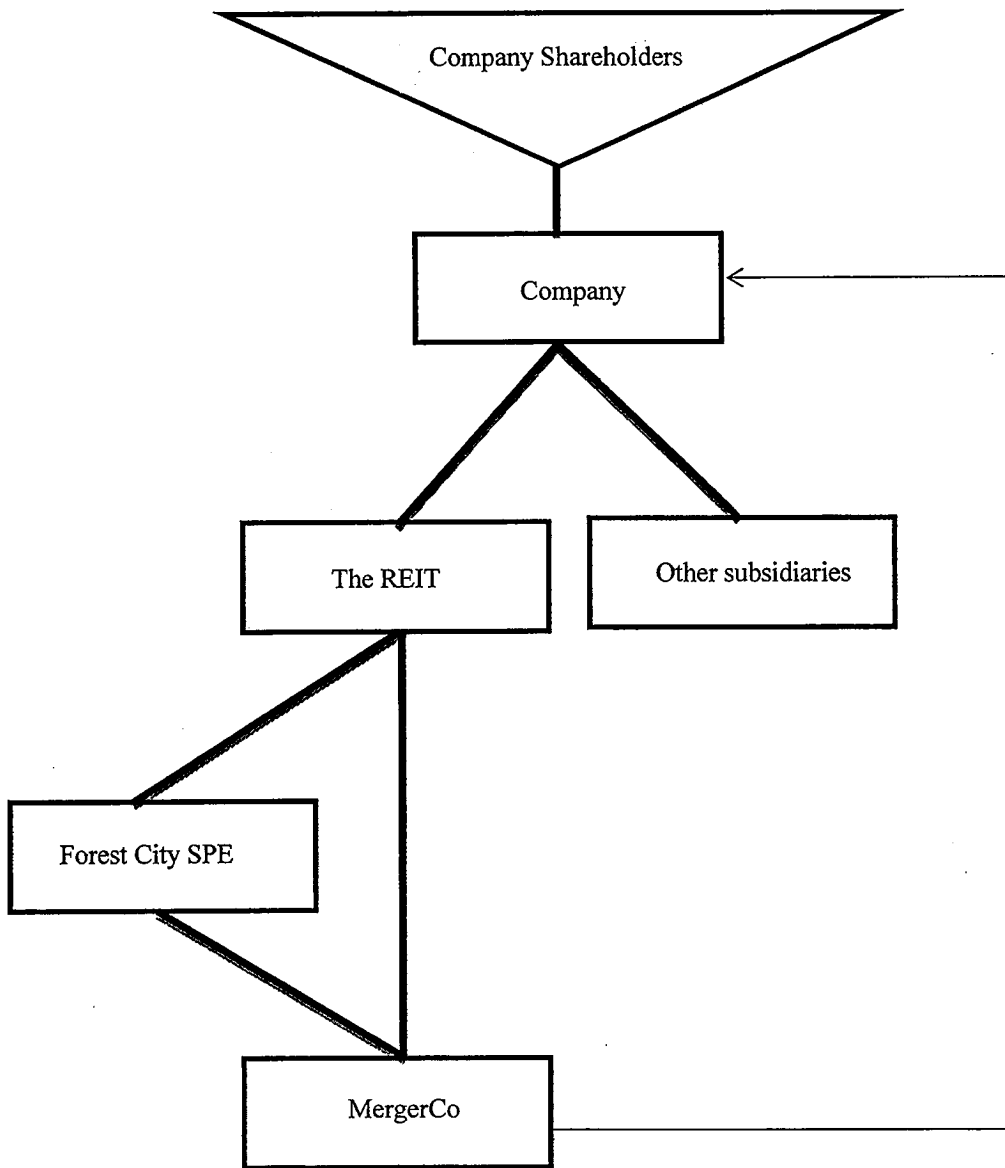 Company Shareholders
Company
The REIT
Other subsidiaries
Forest City SPE
MergerCo